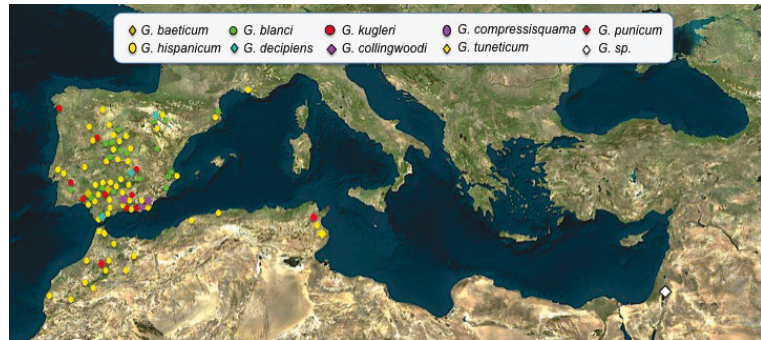 G. baeticum G. blanci G. kugleri G. compressisquama G. punicum
G. hispanicum G. decipiens G. collingwoodi G. tuneticum G. sp.